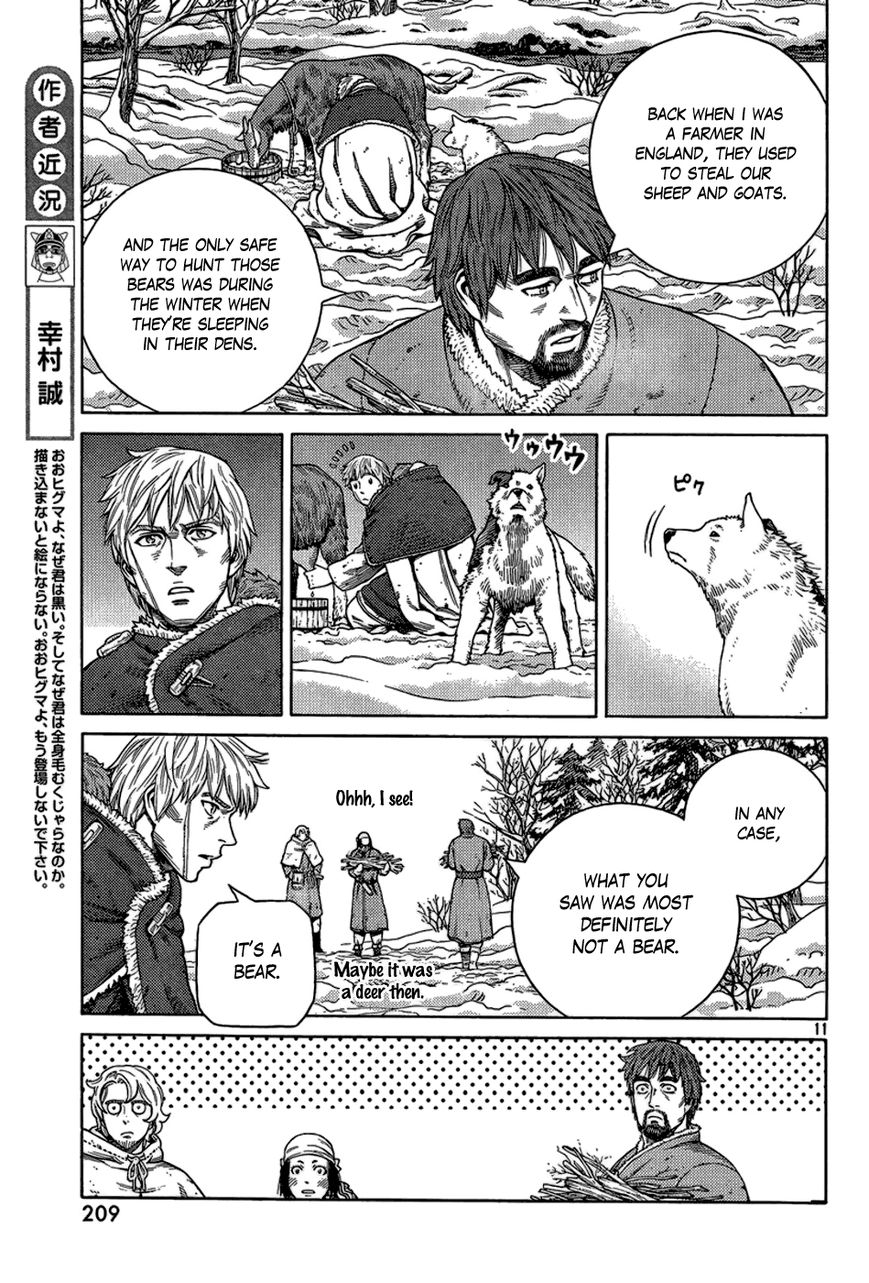 作者近況
幸村誠
おおヒグマよ、なぜ君は黒い。そしてなぜ君は全身毛むくじゃらなのか。
描き込まないと絵にならない。おおヒグマよ、もう登場しないで下さい。
BACK WHEN I WAS
A FARMER IN
ENGLAND, THEY USED
TO STEAL OUR
SHEEP AND GOATS.
AND THE ONLY SAFE
WAY TO HUNT THOSE
BEARS WAS DURING
THE WINTER WHEN
THEY'RE SLEEPING
IN THEIR DENS.
ピク
ウゥウウ
IN ANY
CASE,
WHAT YOU
SAW WAS MOST
DEFINITELY
NOT A BEAR.
Ohhh, I see!
Maybe it was
a deer then.
IT'S A
BEAR.
11
209